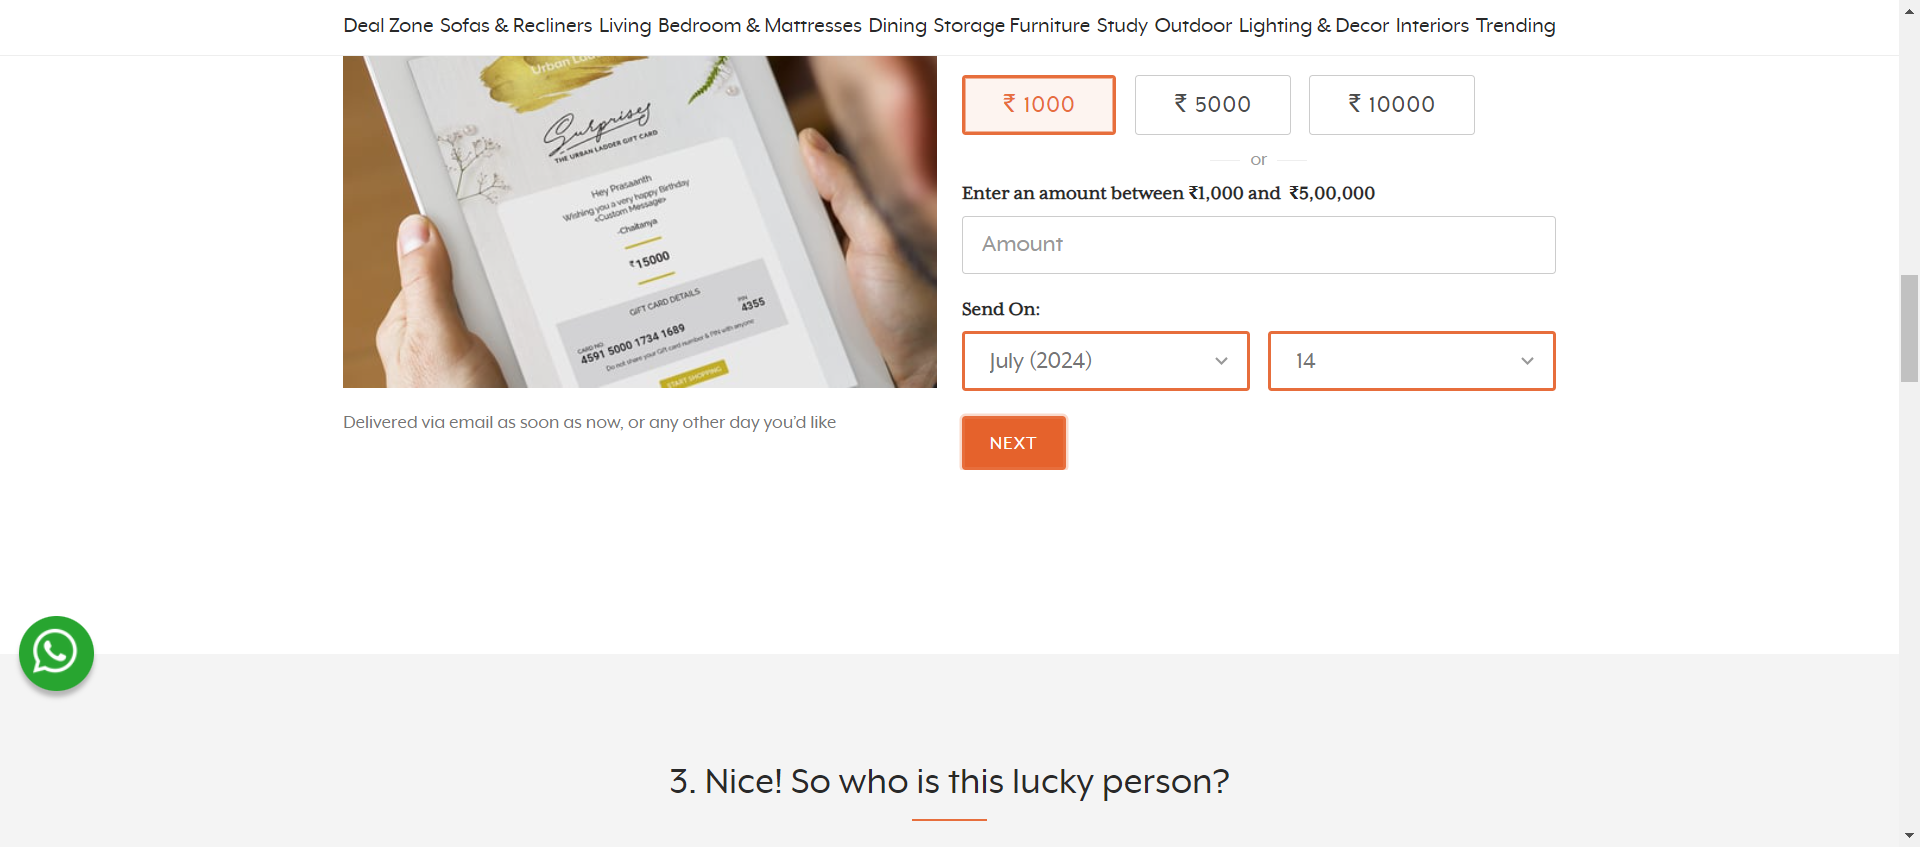 Deal Zone Sofas & Recliners Living Bedroom & Mattresses Dining Storage Furniture Study Outdoor Lighting & Decor Interiors Trending
Surprises
THE URBAN LADDER GIFT CARD
Hey Prasaanth
Wishing you a very happy Birthday
<Custom Message>
-Chaitanya
₹15000
GIFT CARD DETAILS
CARD NO. PIN
4591 5000 1734 1689 4355
Do not share your Gift card number & PIN with anyone
START SHOPPING
Delivered via email as soon as now, or any other day you'd like
₹ 1000 ₹ 5000 ₹ 10000
or
Enter an amount between ₹1,000 and ₹5,00,000
Amount
Send On:
July (2024) 14
NEXT
3. Nice! So who is this lucky person?